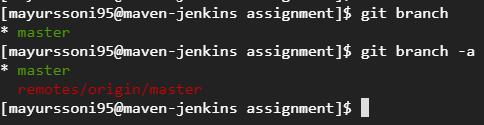 [mayurssoni95@maven-jenkins assignment]$ git branch
* master
[mayurssoni95@maven-jenkins assignment]$ git branch -a
* master
  remotes/origin/master
[mayurssoni95@maven-jenkins assignment]$